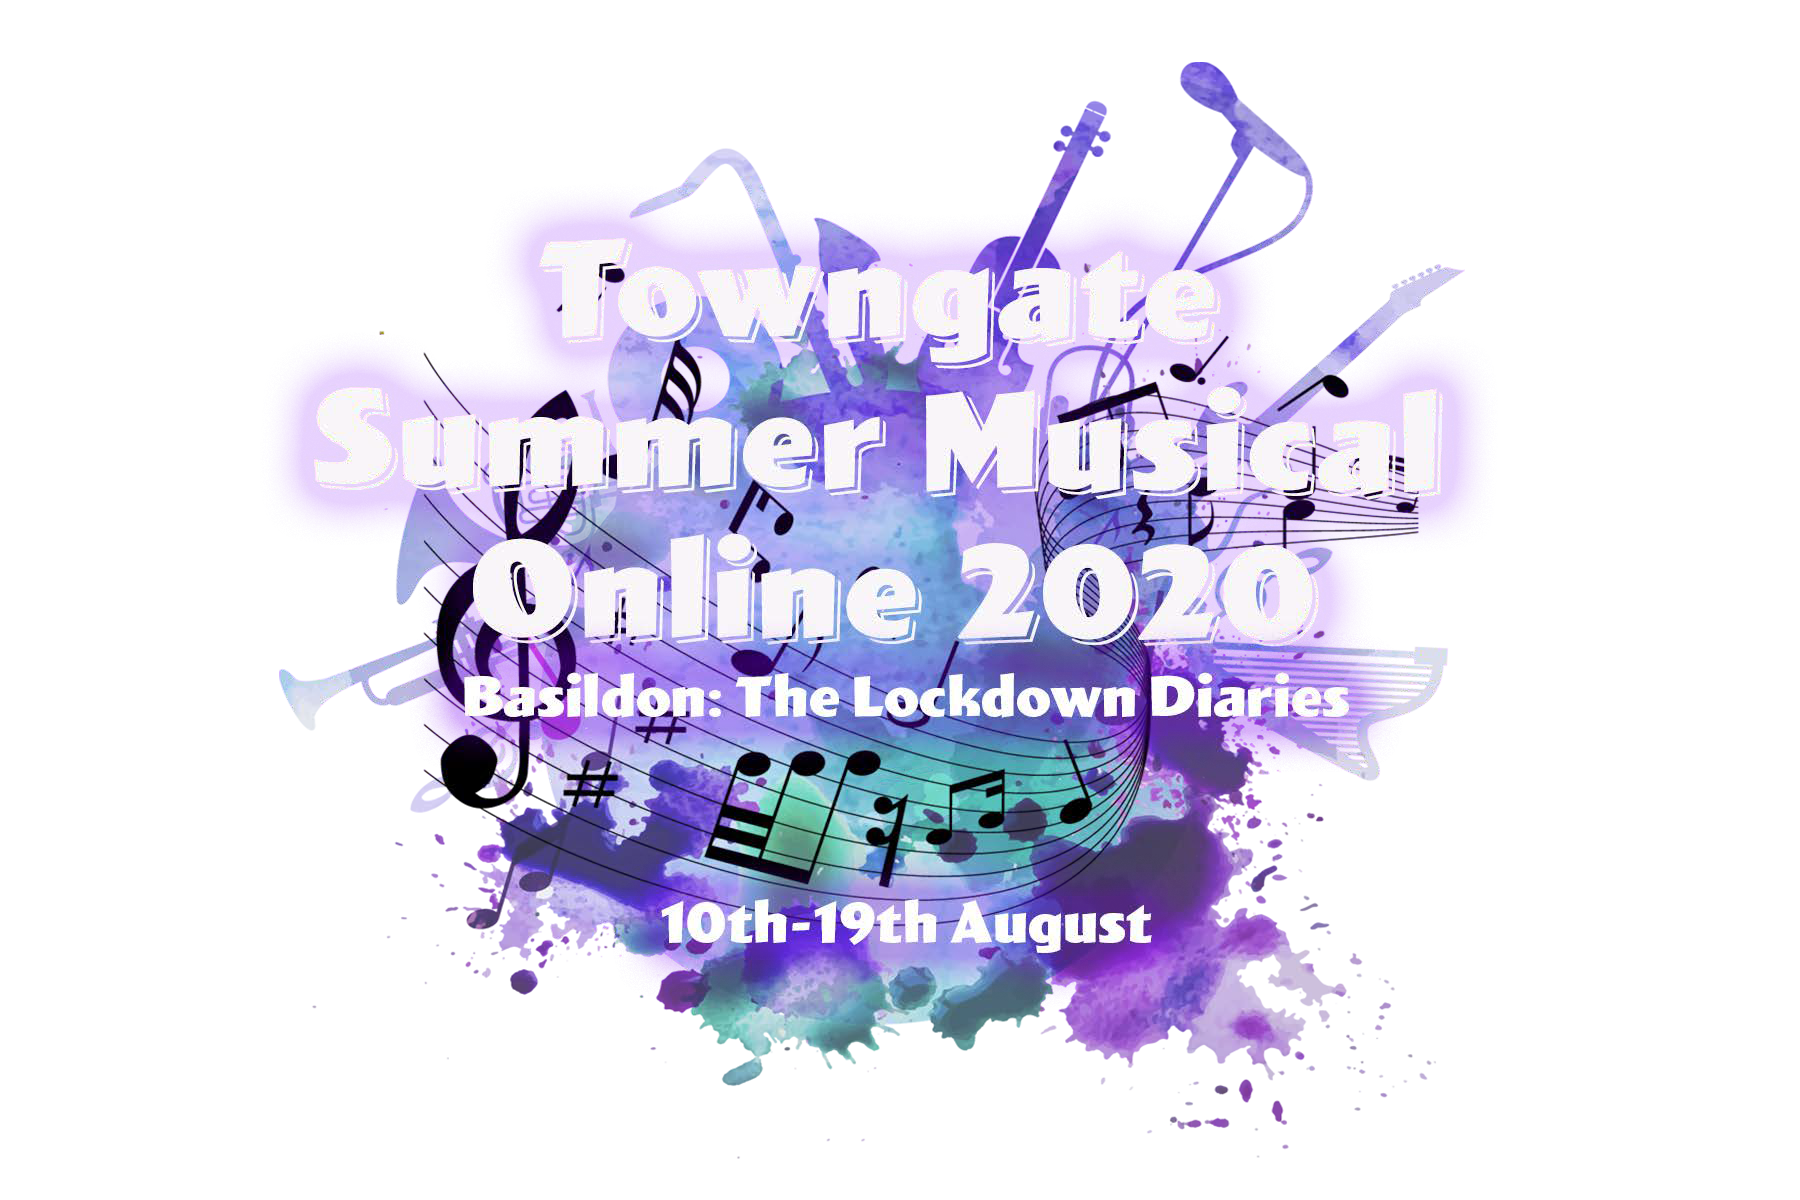 Towngate
Summer Musical
Online 2020
Basildon: The Lockdown Diaries
10th-19th August